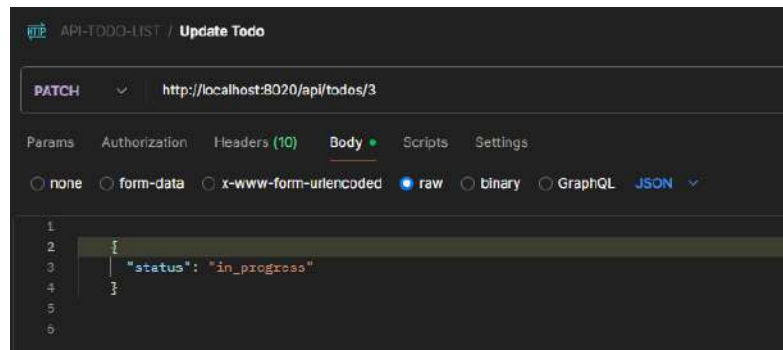 HTTP API-TODO-LIST / Update Todo
PATCH http://localhost:8020/api/todos/3
Params Authorization Headers (10) Body Scripts Settings
none form-data x-www-form-urlencoded raw binary GraphQL JSON
1
2 {
3 "status": "in_progress"
4 }
5
6